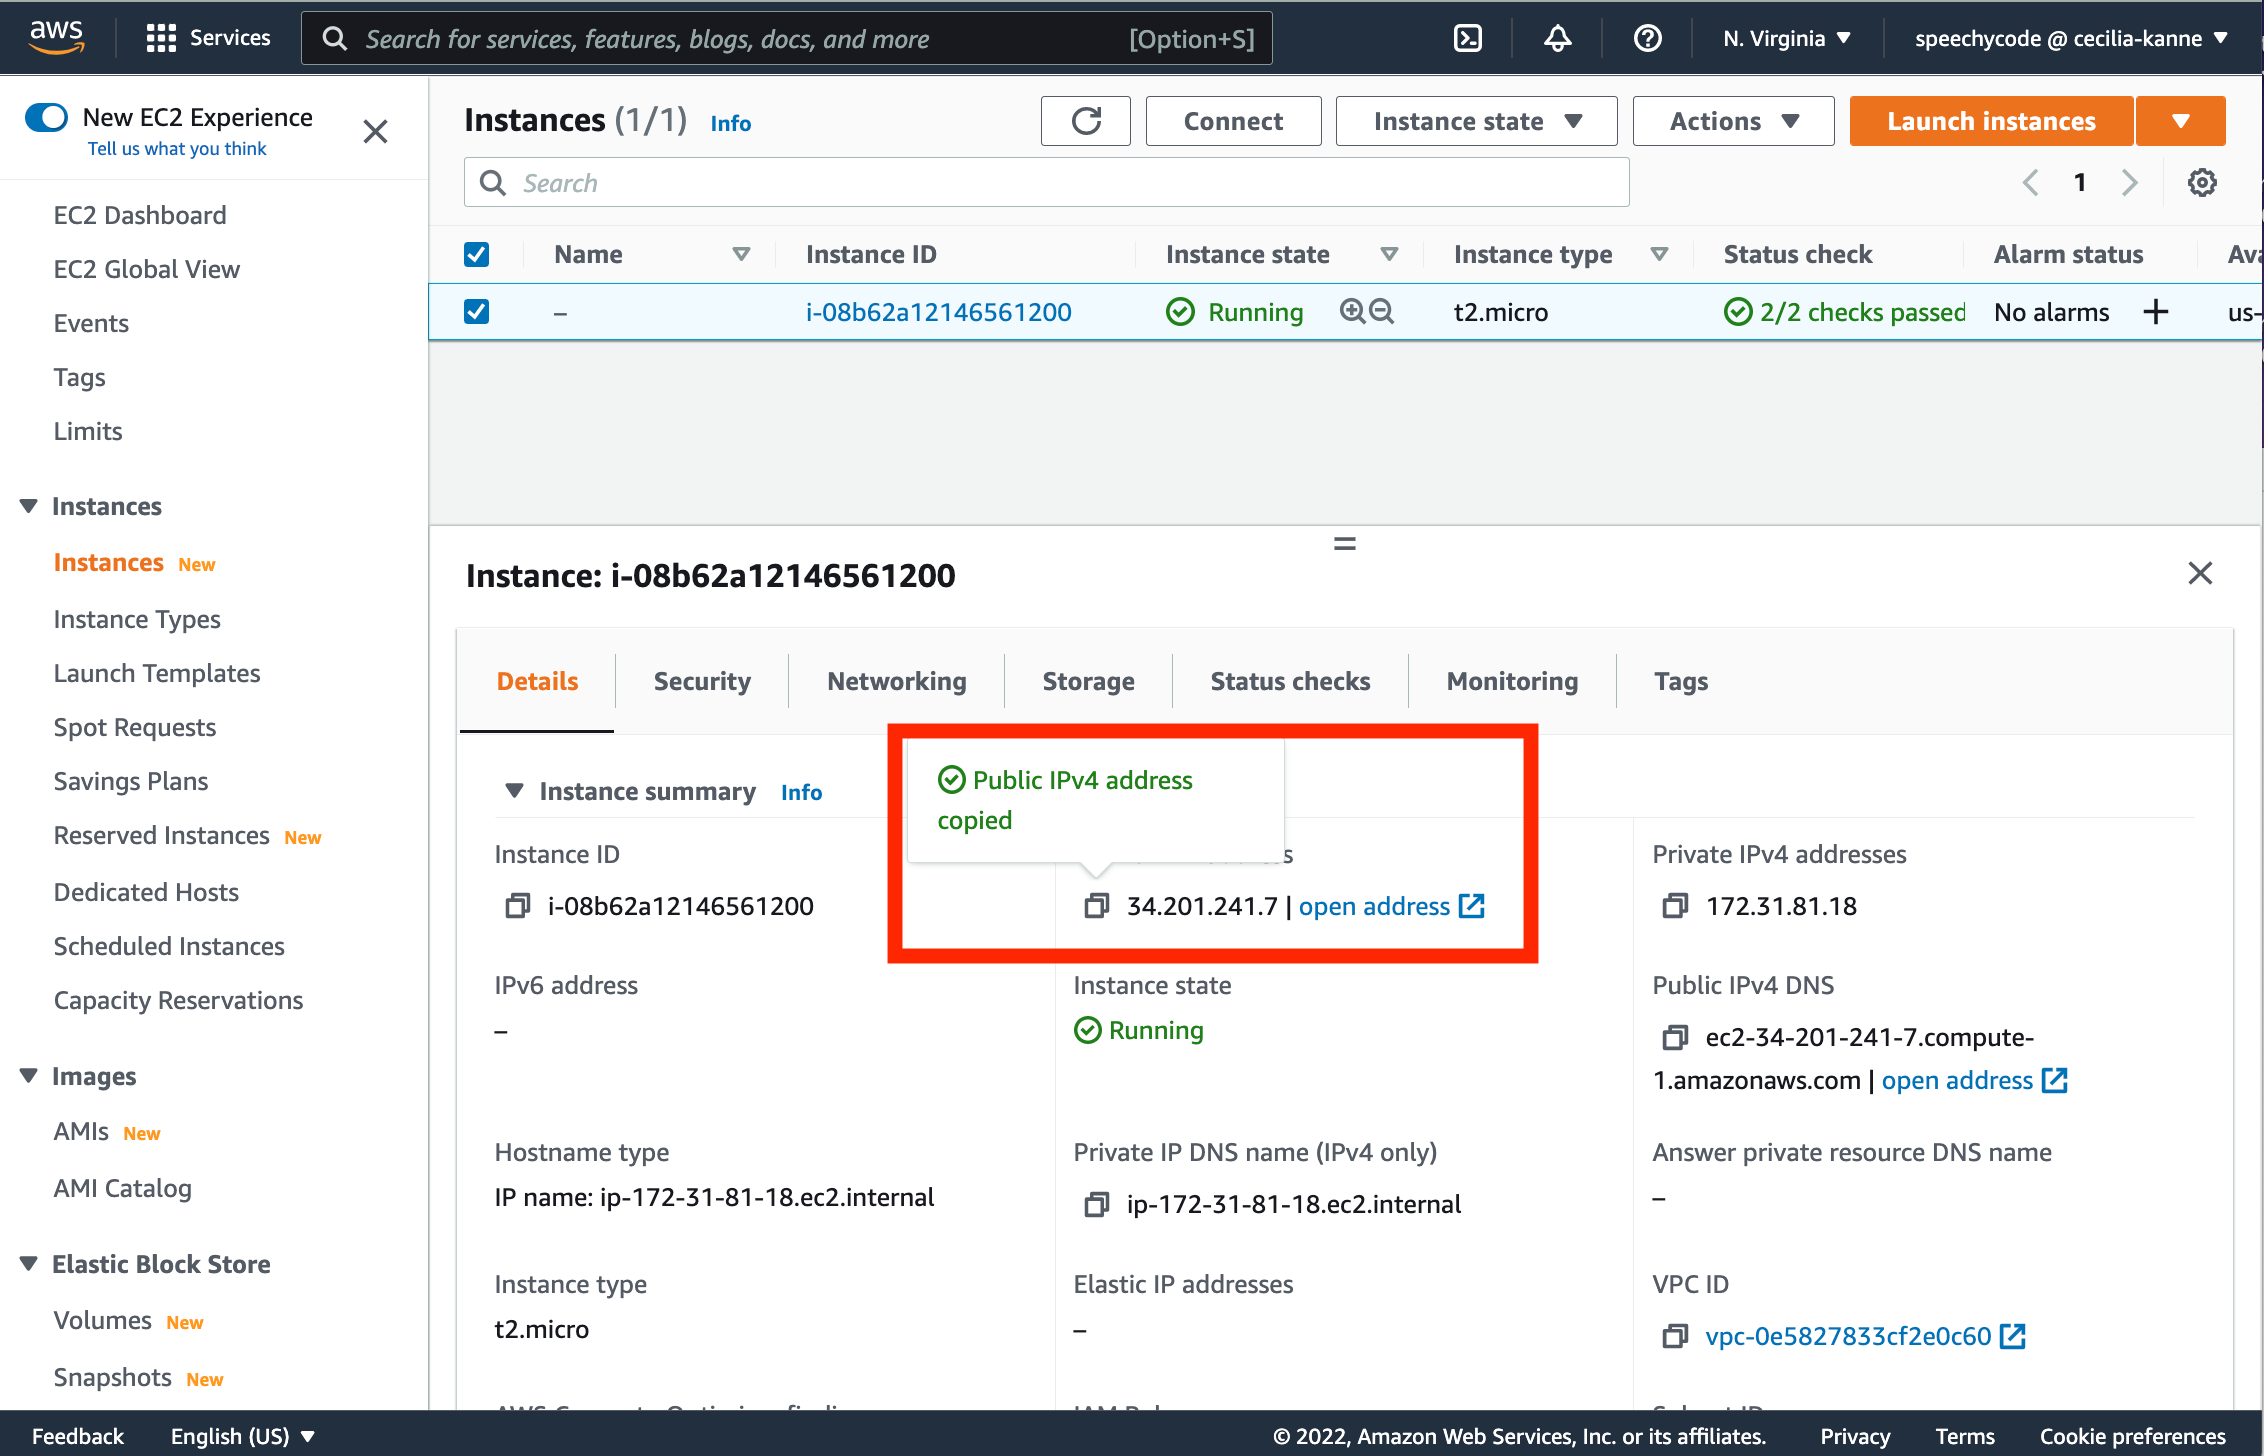 aws
Services
Search for services, features, blogs, docs, and more [Option+S]
N. Virginia
speechycode @ cecilia-kanne
New EC2 Experience
Tell us what you think
EC2 Dashboard
EC2 Global View
Events
Tags
Limits
Instances
Instances New
Instance Types
Launch Templates
Spot Requests
Savings Plans
Reserved Instances New
Dedicated Hosts
Scheduled Instances
Capacity Reservations
Images
AMIs New
AMI Catalog
Elastic Block Store
Volumes New
Snapshots New
Instances (1/1) Info
Connect
Instance state
Actions
Launch instances
Search
1
Name Instance ID Instance state Instance type Status check Alarm status
– i-08b62a12146561200 Running t2.micro 2/2 checks passed No alarms + us-
Instance: i-08b62a12146561200
Details Security Networking Storage Status checks Monitoring Tags
Instance summary Info
Public IPv4 address
copied
Instance ID
i-08b62a12146561200
34.201.241.7 | open address
Private IPv4 addresses
172.31.81.18
IPv6 address
–
Instance state
Running
Public IPv4 DNS
ec2-34-201-241-7.compute-
1.amazonaws.com | open address
Hostname type
IP name: ip-172-31-81-18.ec2.internal
Private IP DNS name (IPv4 only)
ip-172-31-81-18.ec2.internal
Answer private resource DNS name
–
Instance type
t2.micro
Elastic IP addresses
–
VPC ID
vpc-0e5827833cf2e0c60
Feedback English (US)
© 2022, Amazon Web Services, Inc. or its affiliates. Privacy Terms Cookie preferences